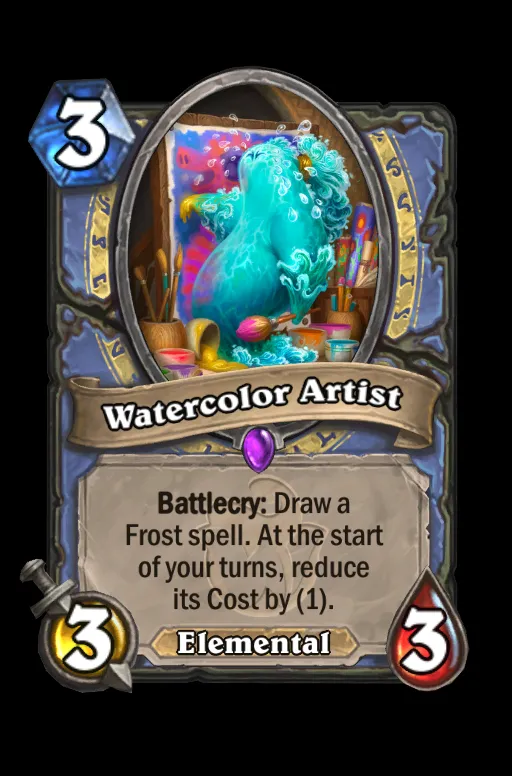 3
Watercolor Artist
Battlecry: Draw a
Frost spell. At the start
of your turns, reduce
its Cost by (1).
3
Elemental
3